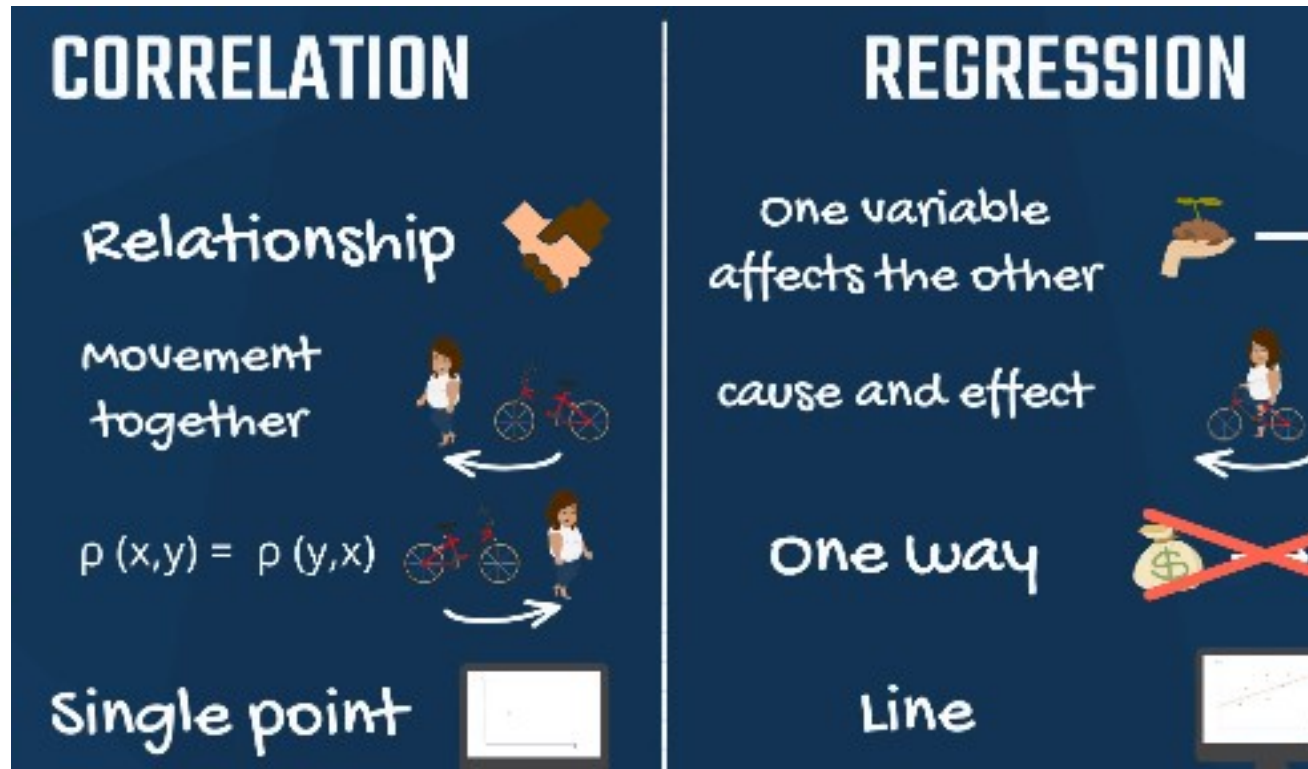 CORRELATION
Relationship
Movement
together
ρ (x,y) = ρ (y,x)
Single point
REGRESSION
One variable
affects the other
cause and effect
One way
Line